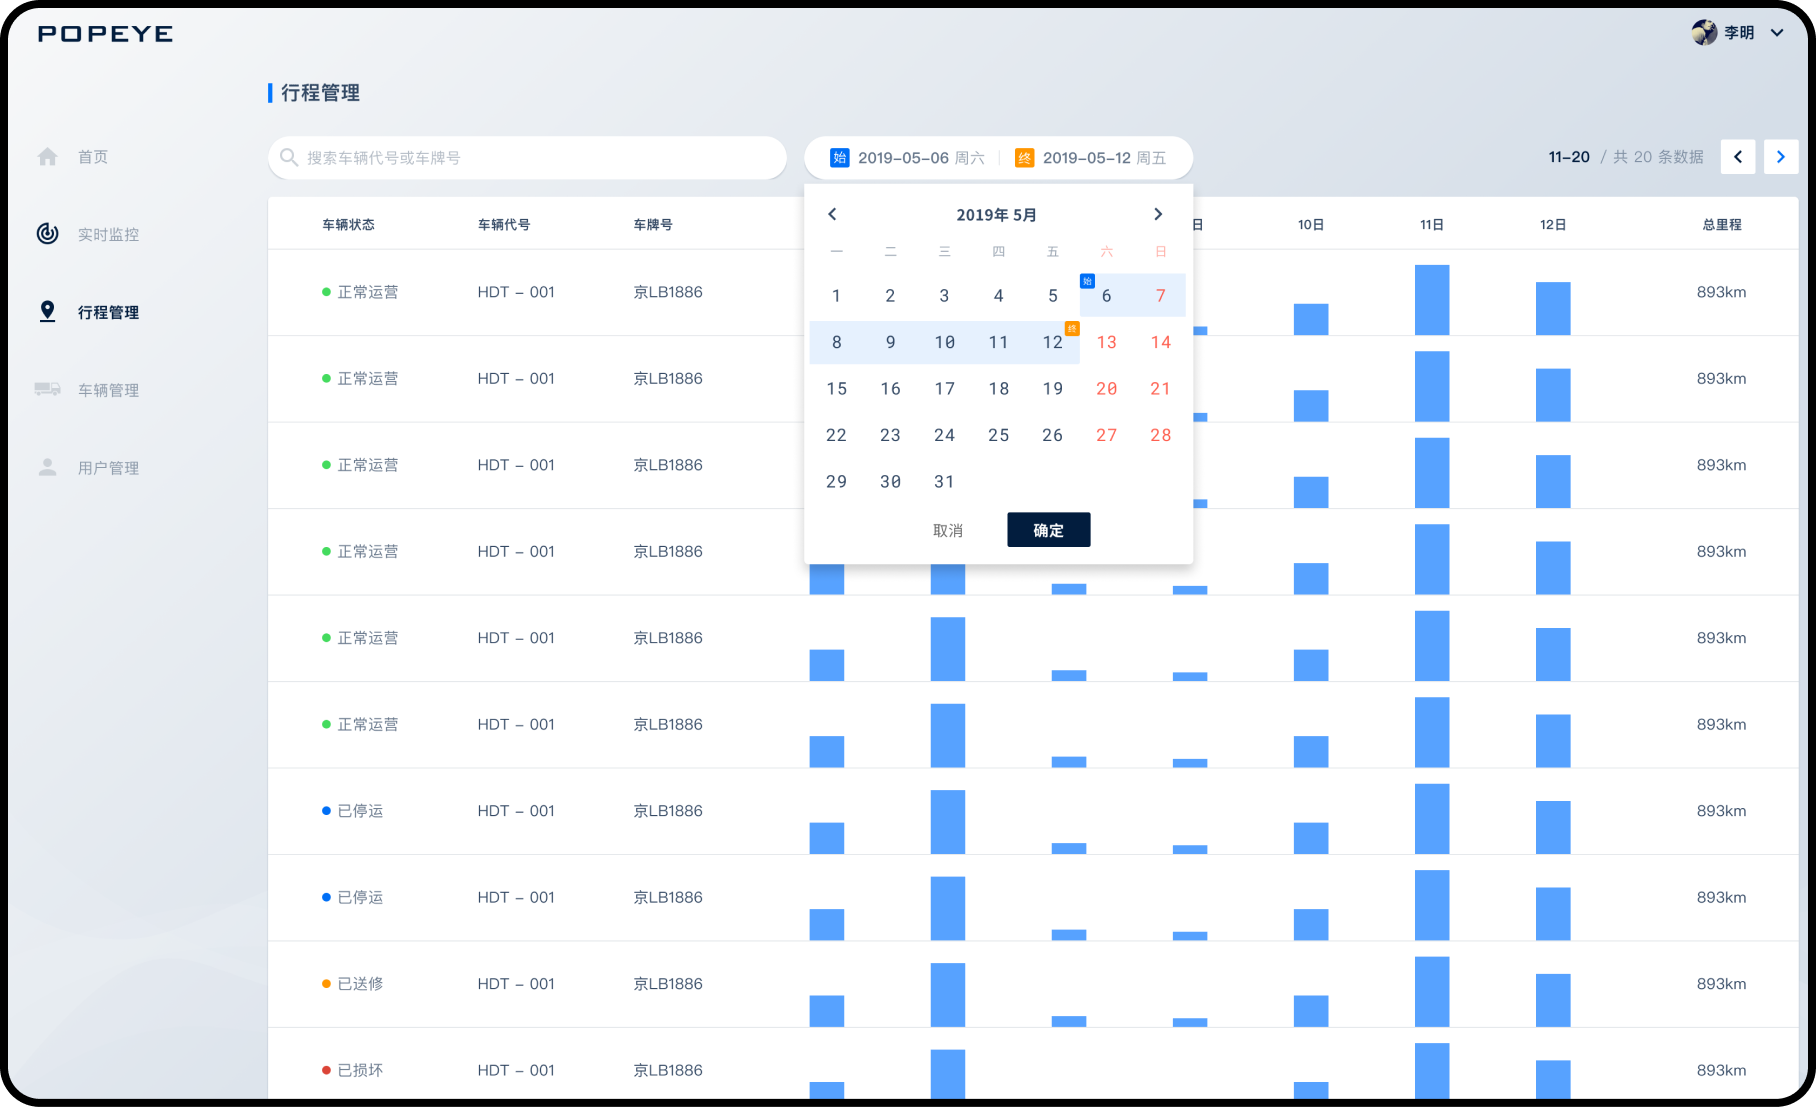 POPEYE
李明
行程管理
首页
实时监控
行程管理
车辆管理
用户管理
搜索车辆代号或车牌号
始 2019-05-06 周六 终 2019-05-12 周五
11-20 / 共 20 条数据
车辆状态 车辆代号 车牌号 日 10日 11日 12日 总里程
2019年 5月
一 二 三 四 五 六 日
1 2 3 4 5 始 6 7
8 9 10 11 12 终 13 14
15 16 17 18 19 20 21
22 23 24 25 26 27 28
29 30 31
取消 确定
正常运营 HDT - 001 京LB1886 893km
正常运营 HDT - 001 京LB1886 893km
正常运营 HDT - 001 京LB1886 893km
正常运营 HDT - 001 京LB1886 893km
正常运营 HDT - 001 京LB1886 893km
正常运营 HDT - 001 京LB1886 893km
已停运 HDT - 001 京LB1886 893km
已停运 HDT - 001 京LB1886 893km
已送修 HDT - 001 京LB1886 893km
已损坏 HDT - 001 京LB1886 893km